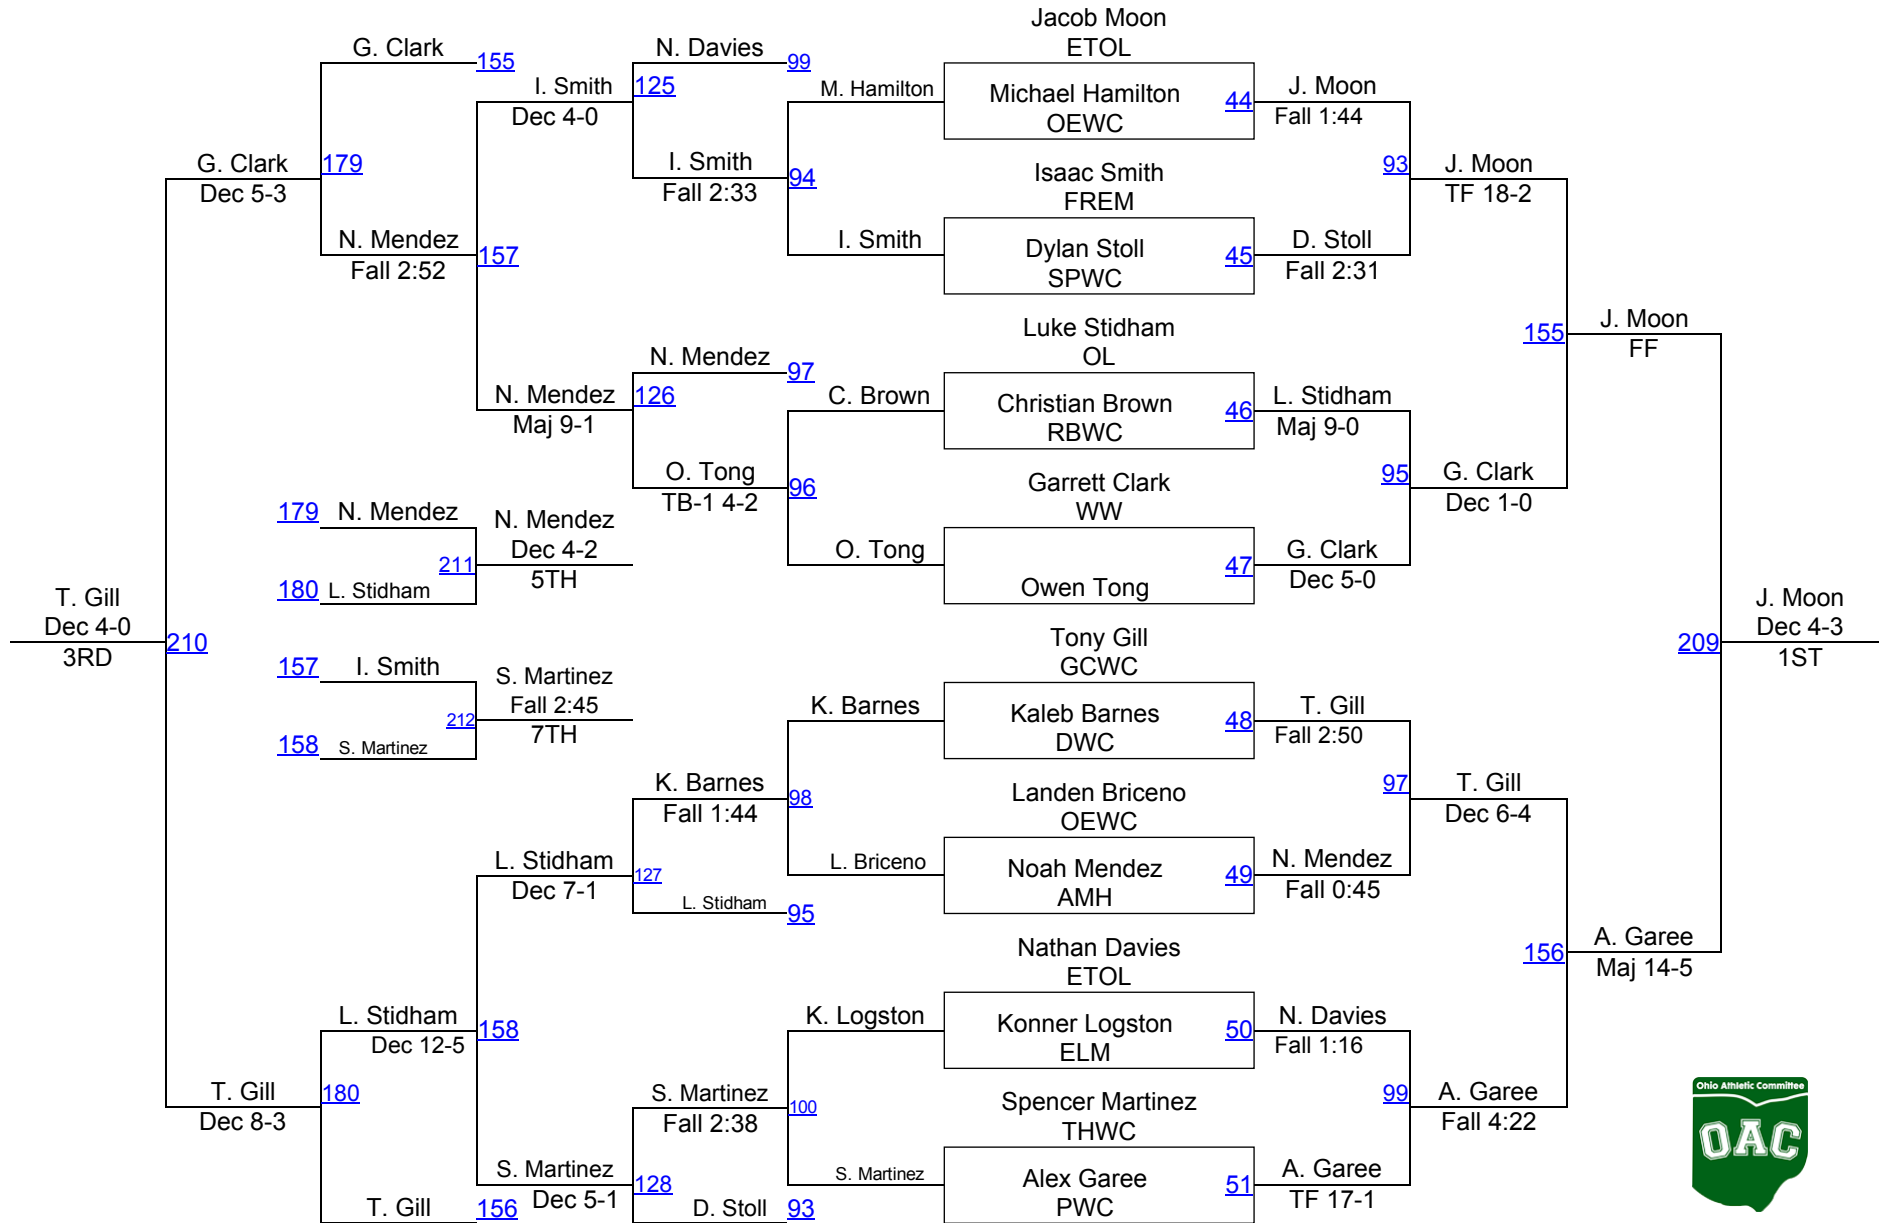 Jacob Moon
G. Clark
N. Davies
ETOL
155
99
I. Smith
125
M. Hamilton
Michael Hamilton
44
J. Moon
Dec 4-0
OEWC
Fall 1:44
G. Clark
179
I. Smith
94
Isaac Smith
93
J. Moon
Dec 5-3
Fall 2:33
FREM
TF 18-2
N. Mendez
157
I. Smith
Dylan Stoll
45
D. Stoll
Fall 2:52
SPWC
Fall 2:31
Luke Stidham
155
J. Moon
OL
FF
N. Mendez
97
N. Mendez
126
C. Brown
Christian Brown
46
L. Stidham
Maj 9-1
RBWC
Maj 9-0
O. Tong
96
Garrett Clark
95
G. Clark
TB-1 4-2
WW
Dec 1-0
179
N. Mendez
N. Mendez
Dec 4-2
211
5TH
180
L. Stidham
O. Tong
Owen Tong
47
G. Clark
Dec 5-0
T. Gill
Dec 4-0
210
3RD
J. Moon
Dec 4-3
209
1ST
157
I. Smith
S. Martinez
Fall 2:45
212
7TH
158
S. Martinez
Tony Gill
GCWC
K. Barnes
Kaleb Barnes
48
T. Gill
DWC
Fall 2:50
K. Barnes
98
Landen Briceno
97
T. Gill
Fall 1:44
OEWC
Dec 6-4
L. Stidham
127
L. Briceno
Noah Mendez
49
N. Mendez
Dec 7-1
AMH
Fall 0:45
L. Stidham
95
Nathan Davies
156
A. Garee
ETOL
Maj 14-5
L. Stidham
158
K. Logston
Konner Logston
50
N. Davies
Dec 12-5
ELM
Fall 1:16
T. Gill
180
S. Martinez
100
Spencer Martinez
99
A. Garee
Dec 8-3
Fall 2:38
THWC
Fall 4:22
S. Martinez
128
S. Martinez
Alex Garee
51
A. Garee
Dec 5-1
PWC
TF 17-1
T. Gill
156
D. Stoll
93
Ohio Athletic Committee
OAC